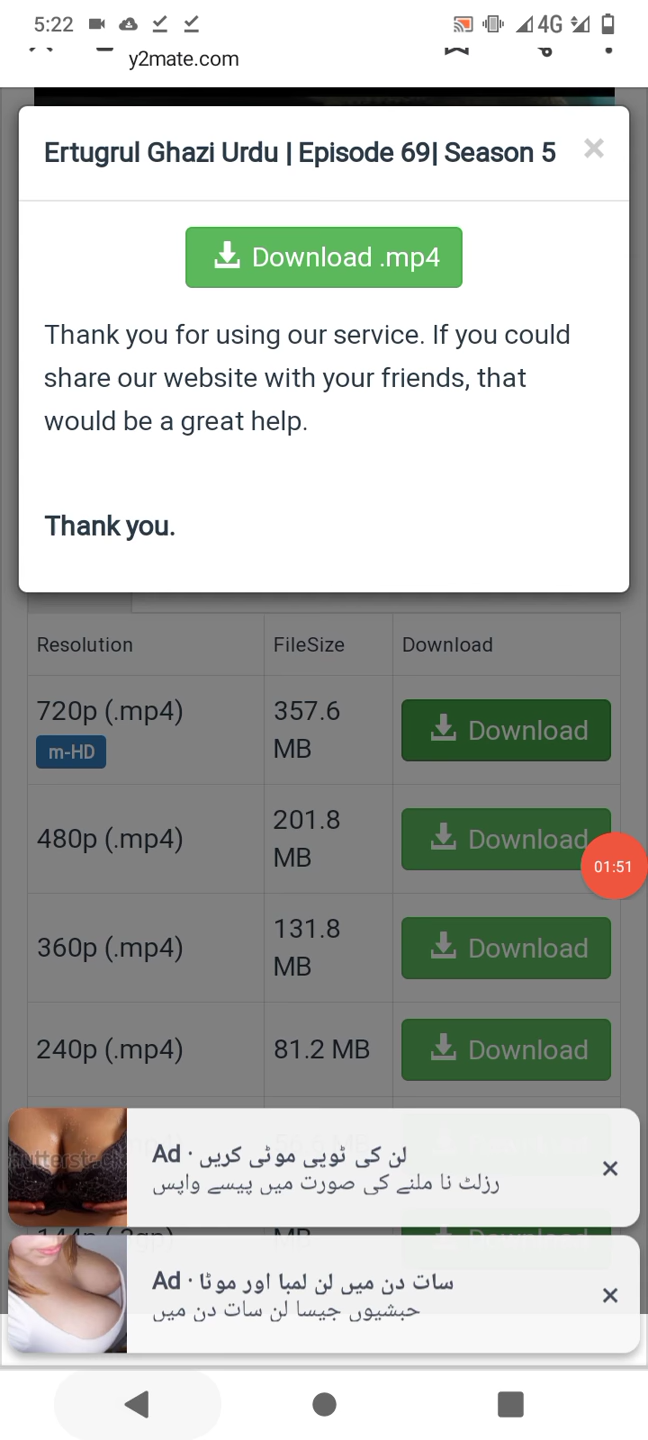 5:22
4G
y2mate.com
Ertugrul Ghazi Urdu | Episode 69| Season 5 ×
Download .mp4
Thank you for using our service. If you could
share our website with your friends, that
would be a great help.
Thank you.
Resolution FileSize Download
720p (.mp4) 357.6 MB Download
m-HD
480p (.mp4) 201.8 MB Download
01:51
360p (.mp4) 131.8 MB Download
240p (.mp4) 81.2 MB Download
Ad · لن کی ٹوپی موٹی کریں
رزلٹ نا ملنے کی صورت میں پیسے واپس
×
144p (.3gp) MB Download
Ad · سات دن میں لن لمبا اور موٹا
حبشیوں جیسا لن سات دن میں
×